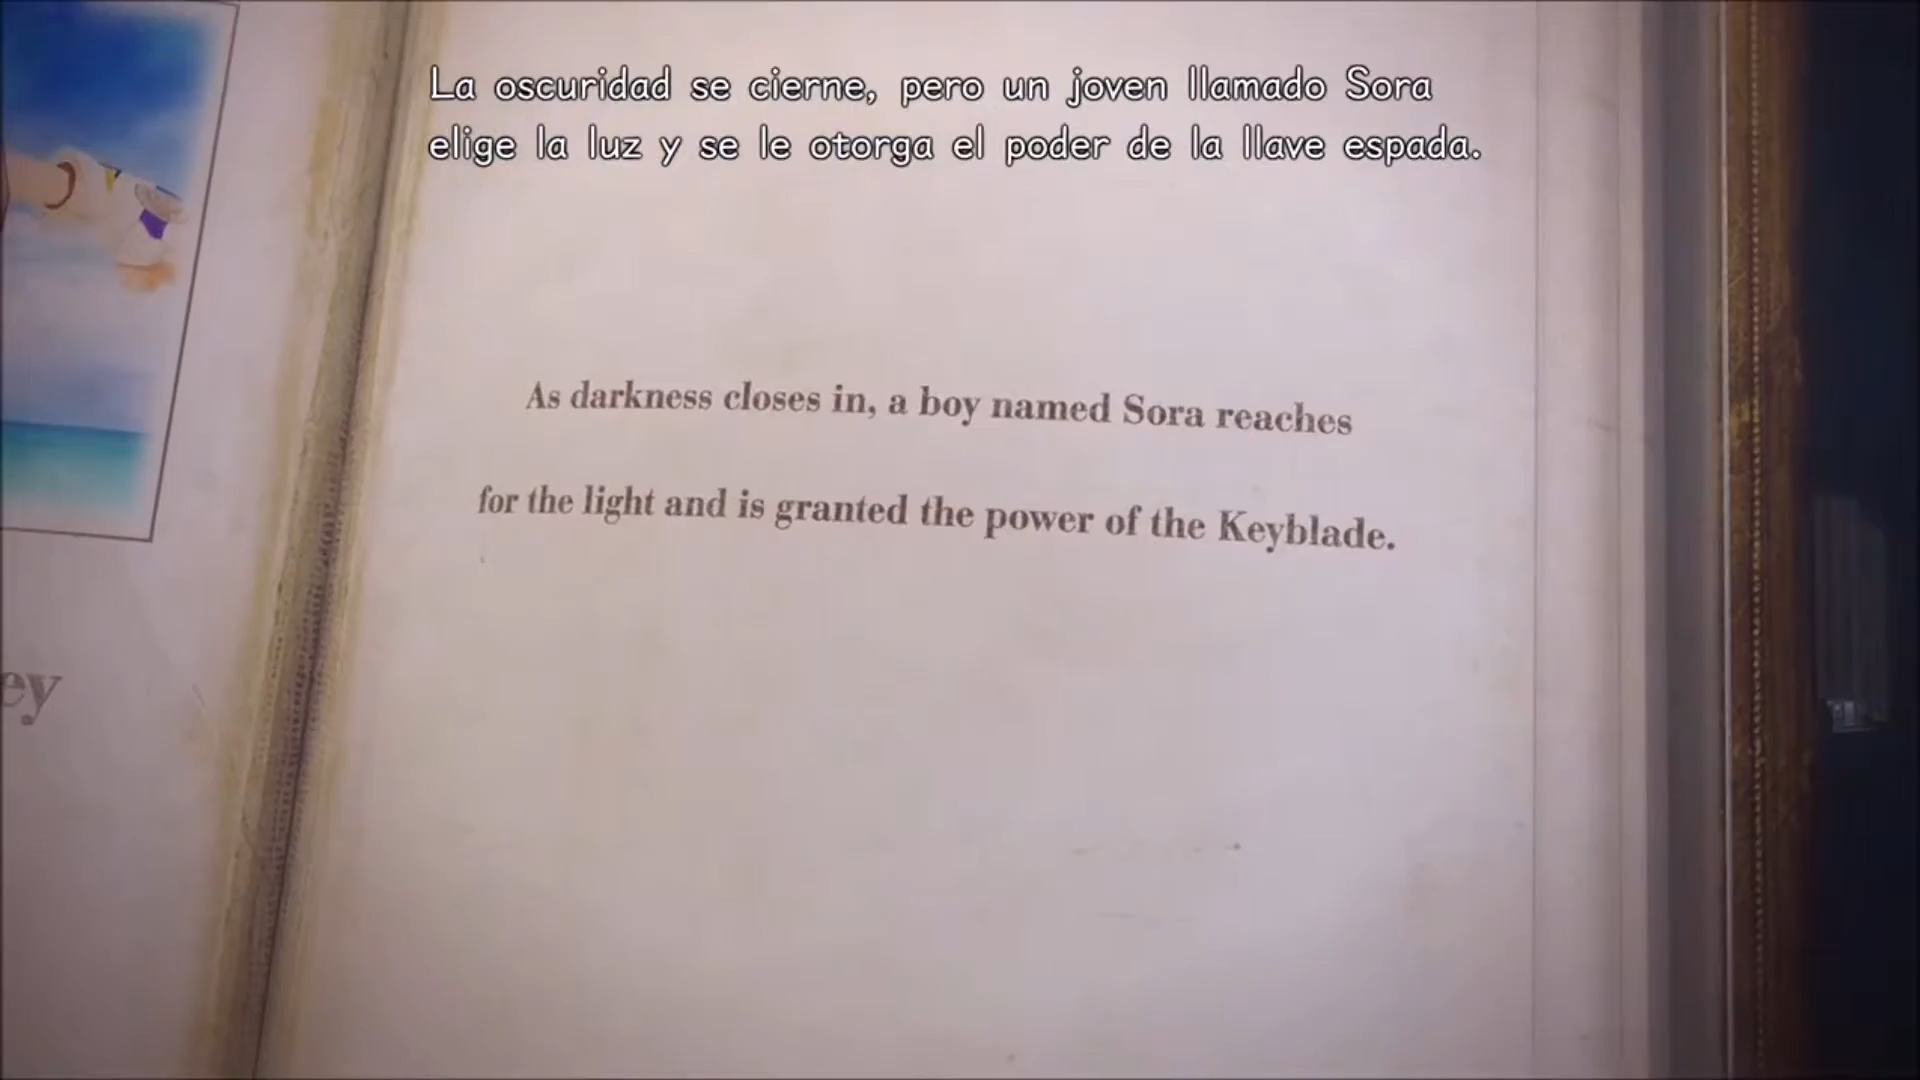 La oscuridad se cierne, pero un joven llamado Sora
elige la luz y se le otorga el poder de la llave espada.
As darkness closes in, a boy named Sora reaches
for the light and is granted the power of the Keyblade.